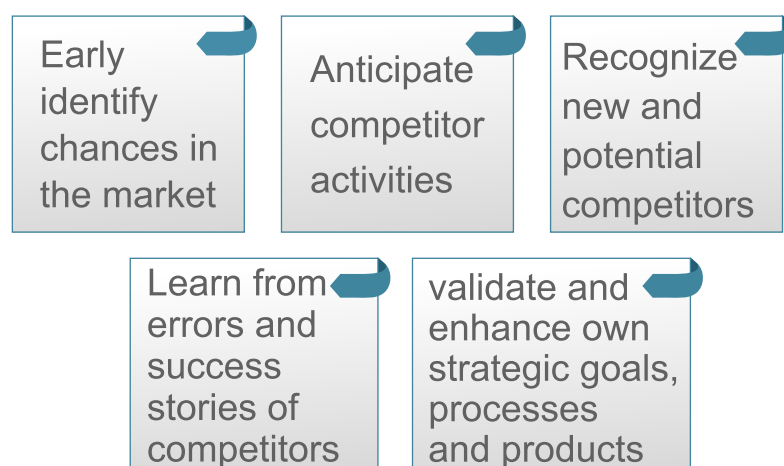 Early
identify
chances in
the market
Anticipate
competitor
activities
Recognize
new and
potential
competitors
Learn from
errors and
success
stories of
competitors
validate and
enhance own
strategic goals,
processes
and products